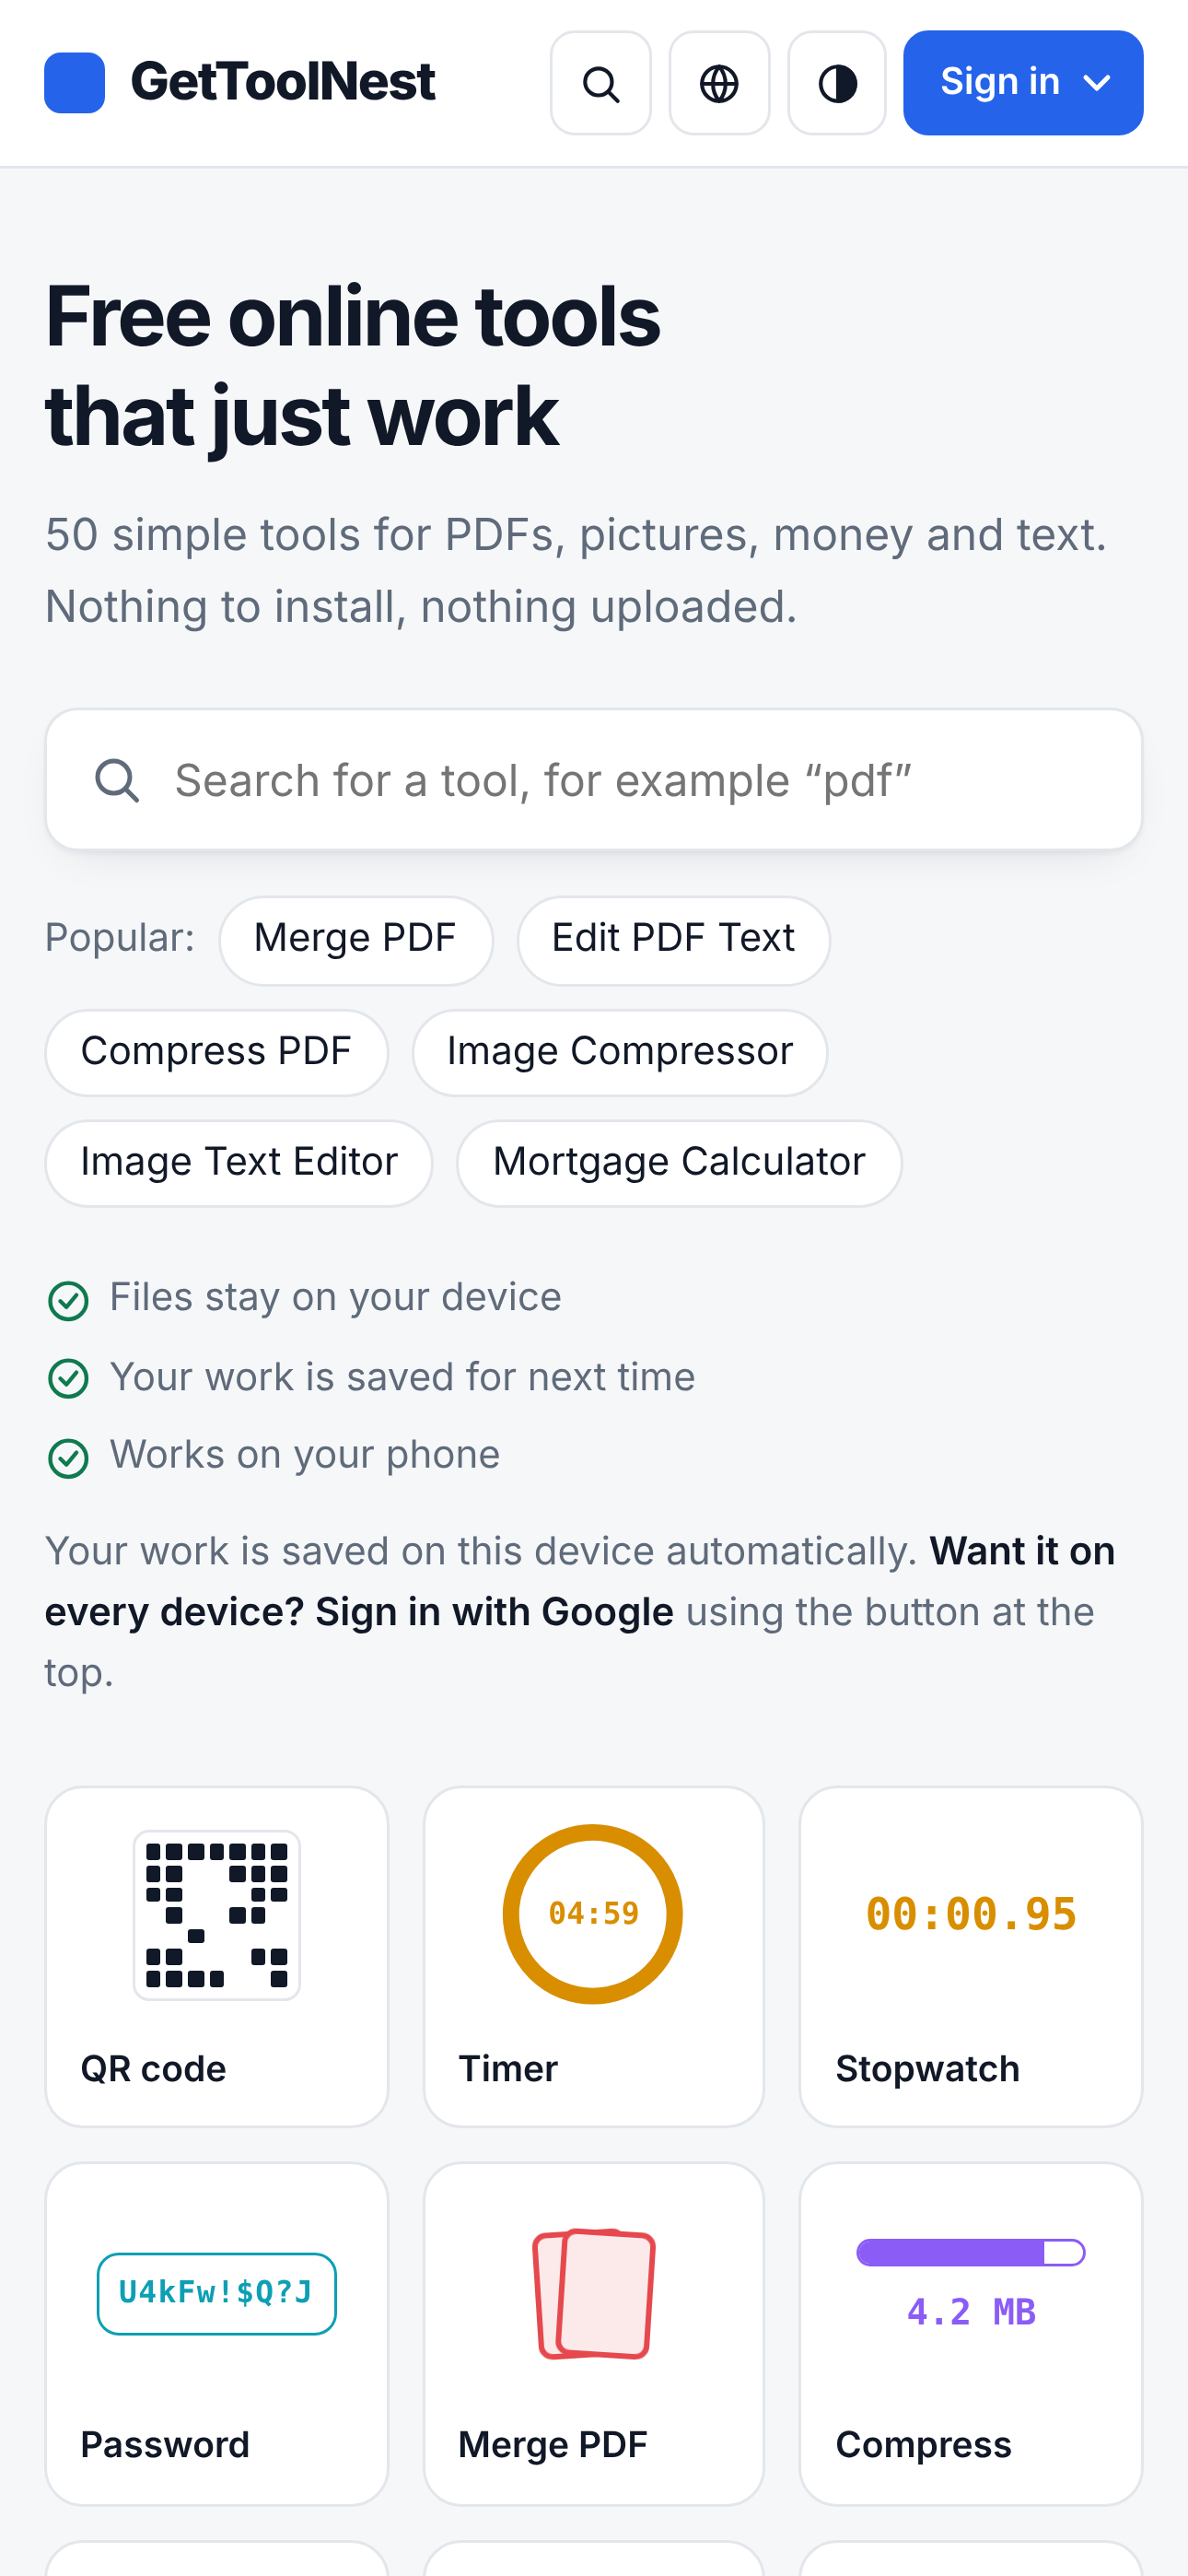 GetToolNest
Sign in
Free online tools
that just work
50 simple tools for PDFs, pictures, money and text.
Nothing to install, nothing uploaded.
Search for a tool, for example “pdf”
Popular: Merge PDF Edit PDF Text
Compress PDF Image Compressor
Image Text Editor Mortgage Calculator
Files stay on your device
Your work is saved for next time
Works on your phone
Your work is saved on this device automatically. Want it on
every device? Sign in with Google using the button at the
top.
04:59 00:00.95
QR code Timer Stopwatch
U4kFw!$Q?J 4.2 MB
Password Merge PDF Compress